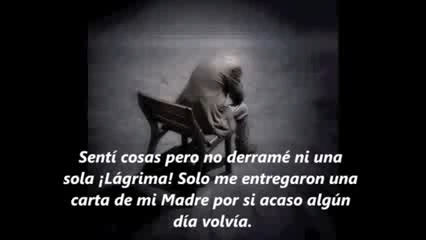 Sentí cosas pero no derramé ni una
sola ¡Lágrima! Solo me entregaron una
carta de mi Madre por si acaso algún
día volvía.